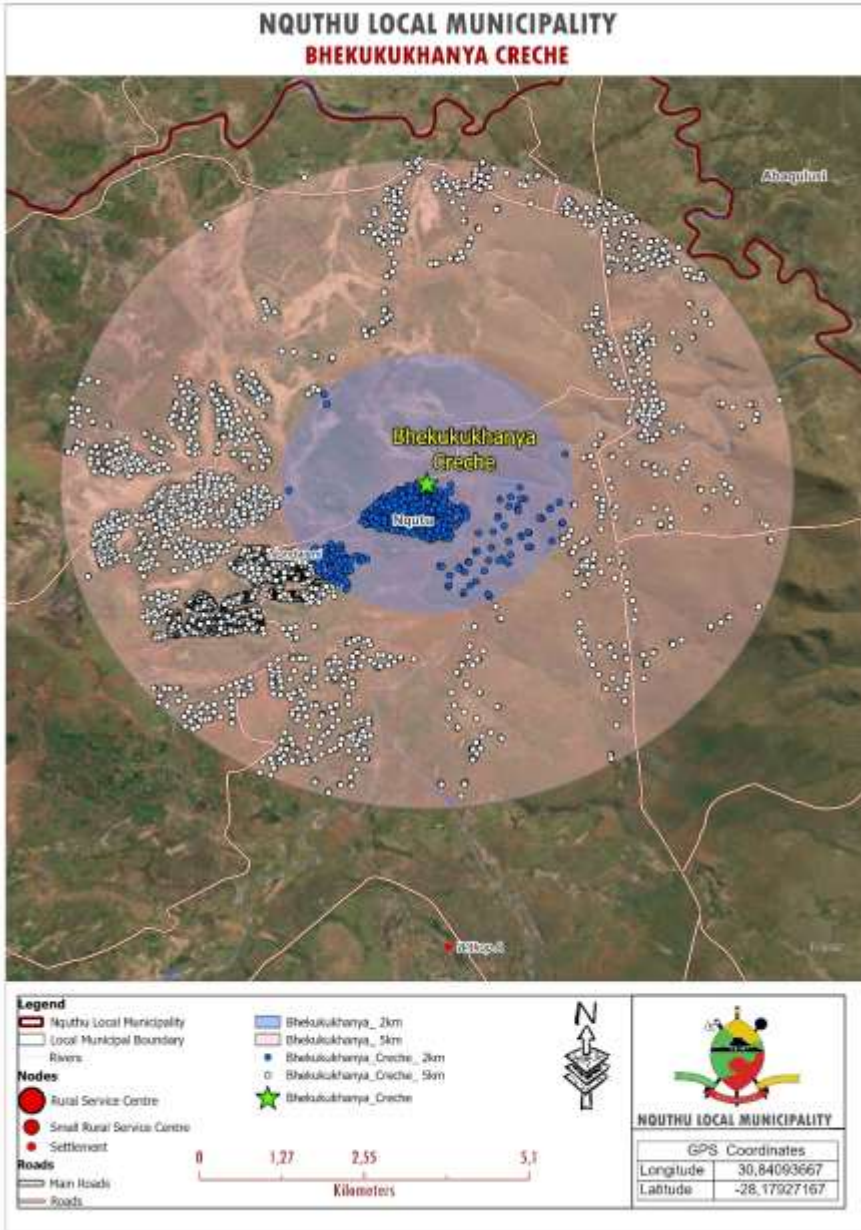 NQUTHU LOCAL MUNICIPALITY
BHEKUKUKHANYA CRECHE
Abaqulusi
Bhekukukhanya
Creche
Nqutu
Legend
Nquthu Local Municipality
Local Municipal Boundary
Rivers
Nodes
Rural Service Centre
Small Rural Service Centre
Settlement
Roads
Main Roads
Roads
Bhekukukhanya_ 2km
Bhekukukhanya_ 5km
Bhekukukhanya_Creche_ 2km
Bhekukukhanya_Creche_ 5km
Bhekukukhanya_Creche
0 1,27 2,55 5,1
Kilometers
N
NQUTHU LOCAL MUNICIPALITY
GPS Coordinates
Longitude 30,84093667
Latitude -28,17927167